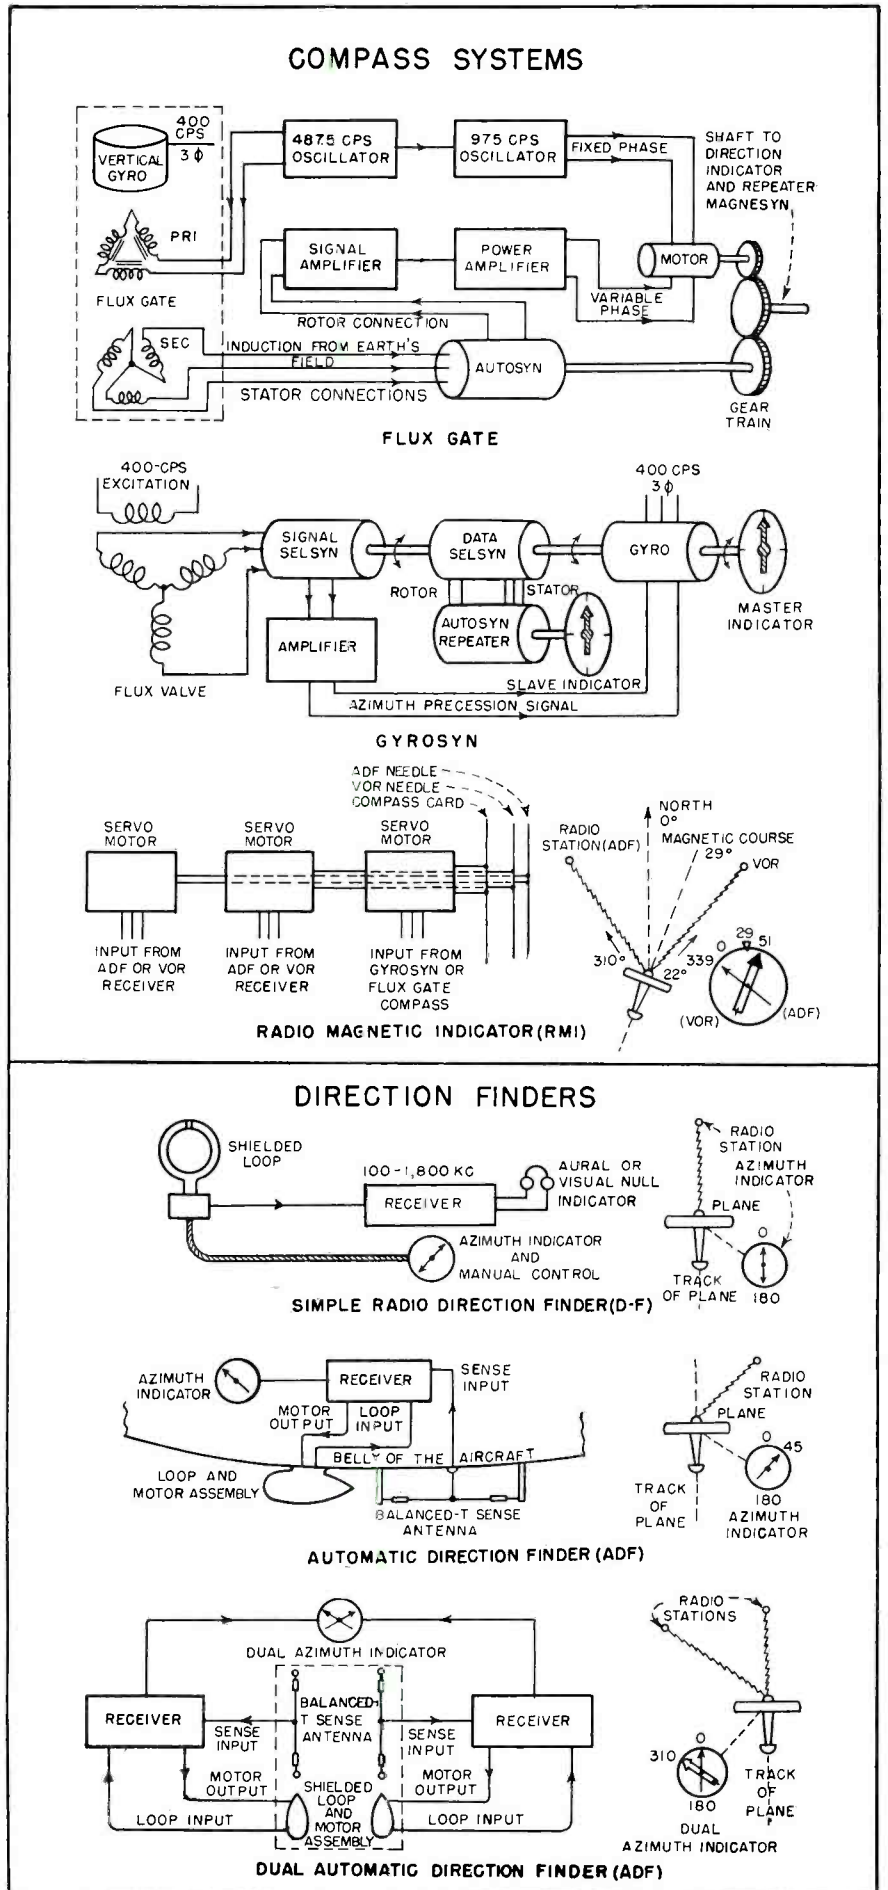 COMPASS SYSTEMS
400
CPS
3 ϕ
VERTICAL
GYRO
487.5 CPS
OSCILLATOR
975 CPS
OSCILLATOR
FIXED PHASE
SHAFT TO
DIRECTION
INDICATOR
AND REPEATER
MAGNESYN
PRI
FLUX GATE
SIGNAL
AMPLIFIER
POWER
AMPLIFIER
MOTOR
VARIABLE
PHASE
ROTOR CONNECTION
SEC
INDUCTION FROM EARTH'S
FIELD
STATOR CONNECTIONS
AUTOSYN
GEAR
TRAIN
FLUX GATE
400-CPS
EXCITATION
400 CPS
3 ϕ
SIGNAL
SELSYN
DATA
SELSYN
GYRO
ROTOR
STATOR
MASTER
INDICATOR
AMPLIFIER
AUTOSYN
REPEATER
FLUX VALVE
SLAVE INDICATOR
AZIMUTH PRECESSION SIGNAL
GYROSYN
ADF NEEDLE
VOR NEEDLE
COMPASS CARD
SERVO
MOTOR
SERVO
MOTOR
SERVO
MOTOR
INPUT FROM
ADF OR VOR
RECEIVER
INPUT FROM
ADF OR VOR
RECEIVER
INPUT FROM
GYROSYN OR
FLUX GATE
COMPASS
RADIO
STATION (ADF)
NORTH
0°
MAGNETIC COURSE
29°
VOR
310°
339
22°
0
29
51
(VOR)
(ADF)
RADIO MAGNETIC INDICATOR (RMI)
DIRECTION FINDERS
SHIELDED
LOOP
100-1,800 KC
RECEIVER
AURAL OR
VISUAL NULL
INDICATOR
AZIMUTH INDICATOR
AND
MANUAL CONTROL
RADIO
STATION
AZIMUTH
INDICATOR
PLANE
0
TRACK
OF PLANE
180
SIMPLE RADIO DIRECTION FINDER (D-F)
AZIMUTH
INDICATOR
RECEIVER
SENSE
INPUT
MOTOR
OUTPUT
LOOP
INPUT
BELLY OF THE AIRCRAFT
LOOP AND
MOTOR ASSEMBLY
BALANCED-T SENSE
ANTENNA
RADIO
STATION
PLANE
0
45
TRACK
OF
PLANE
180
AZIMUTH
INDICATOR
AUTOMATIC DIRECTION FINDER (ADF)
DUAL AZIMUTH INDICATOR
RECEIVER
SENSE
INPUT
BALANCED-
T SENSE
ANTENNA
SENSE
INPUT
RECEIVER
MOTOR
OUTPUT
LOOP INPUT
SHIELDED
LOOP
AND
MOTOR
ASSEMBLY
MOTOR
OUTPUT
LOOP INPUT
RADIO
STATIONS
0
310
180
TRACK
OF
PLANE
DUAL
AZIMUTH INDICATOR
DUAL AUTOMATIC DIRECTION FINDER (ADF)